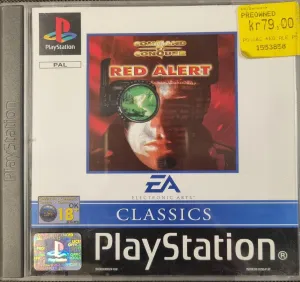 PlayStation
PAL
PREOWNED
kr79.00
1553858
COMMAND
CONQUER
RED ALERT
EA
ELECTRONIC ARTS
18
CLASSICS
PlayStation®
PlayStation